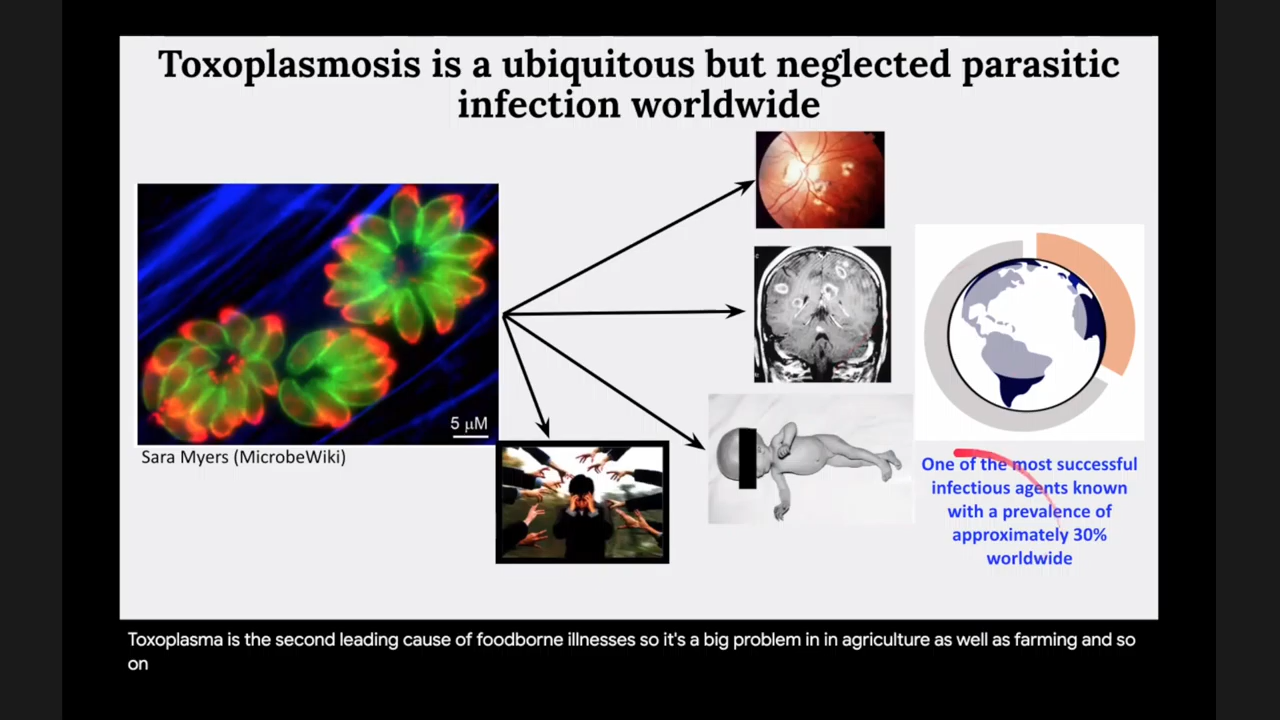 Toxoplasmosis is a ubiquitous but neglected parasitic
infection worldwide
5 µM
Sara Myers (MicrobeWiki)
One of the most successful
infectious agents known
with a prevalence of
approximately 30%
worldwide
Toxoplasma is the second leading cause of foodborne illnesses so it's a big problem in in agriculture as well as farming and so
on